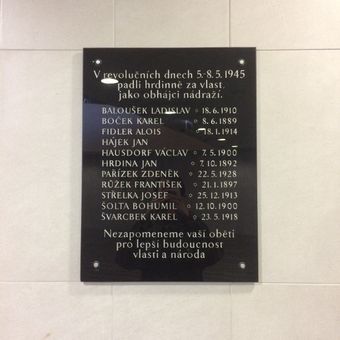 V revolučních dnech 5.-8.5.1945
padli hrdinně za vlast,
jako obhájci nádraží.
BALOUŠEK LADISLAV ✡ 18.6.1910
BOČEK KAREL ✡ 8.6.1889
FIDLER ALOIS 18.1.1914
HÁJEK JAN
HAUSDORF VÁCLAV ✡ 7.5.1900
HRDINA JAN ✡ 7.10.1892
PAŘÍZEK ZDENĚK ✡ 22.5.1928
RŮŽEK FRANTIŠEK ✡ 21.1.1897
STŘELKA JOSEF ✡ 25.12.1913
ŠOLTA BOHUMIL ✡ 12.10.1900
ŠVARCBEK KAREL ✡ 23.5.1918
Nezapomeneme vaší oběti
pro lepší budoucnost
vlasti a národa